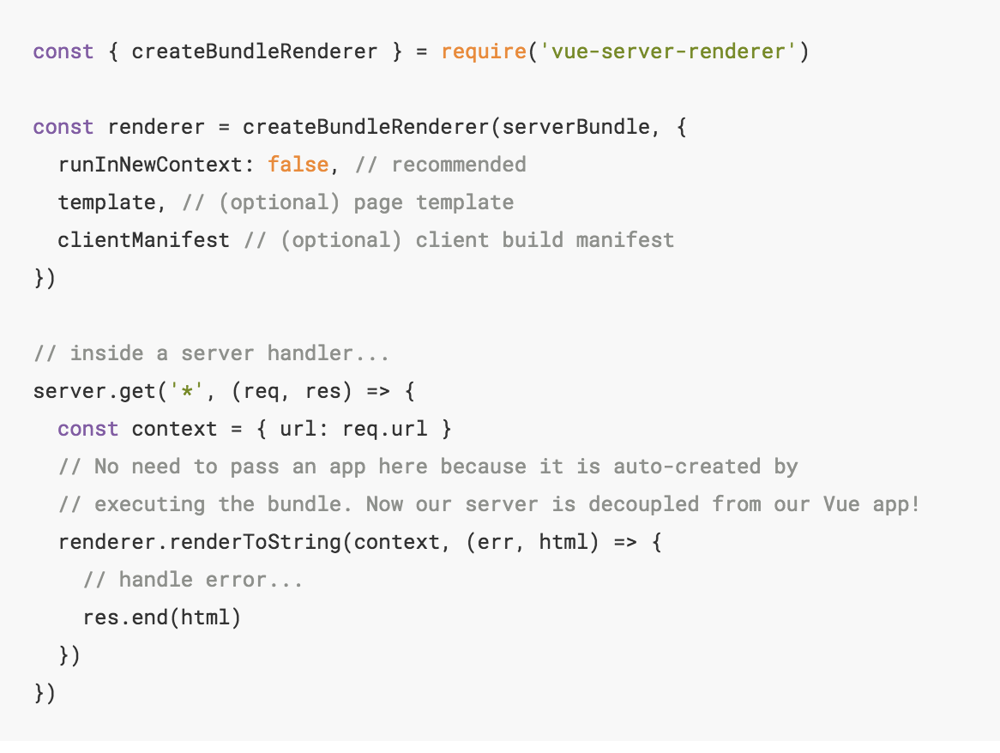 const { createBundleRenderer } = require('vue-server-renderer')
const renderer = createBundleRenderer(serverBundle, {
  runInNewContext: false, // recommended
  template, // (optional) page template
  clientManifest // (optional) client build manifest
})
// inside a server handler...
server.get('*', (req, res) => {
  const context = { url: req.url }
  // No need to pass an app here because it is auto-created by
  // executing the bundle. Now our server is decoupled from our Vue app!
  renderer.renderToString(context, (err, html) => {
    // handle error...
    res.end(html)
  })
})